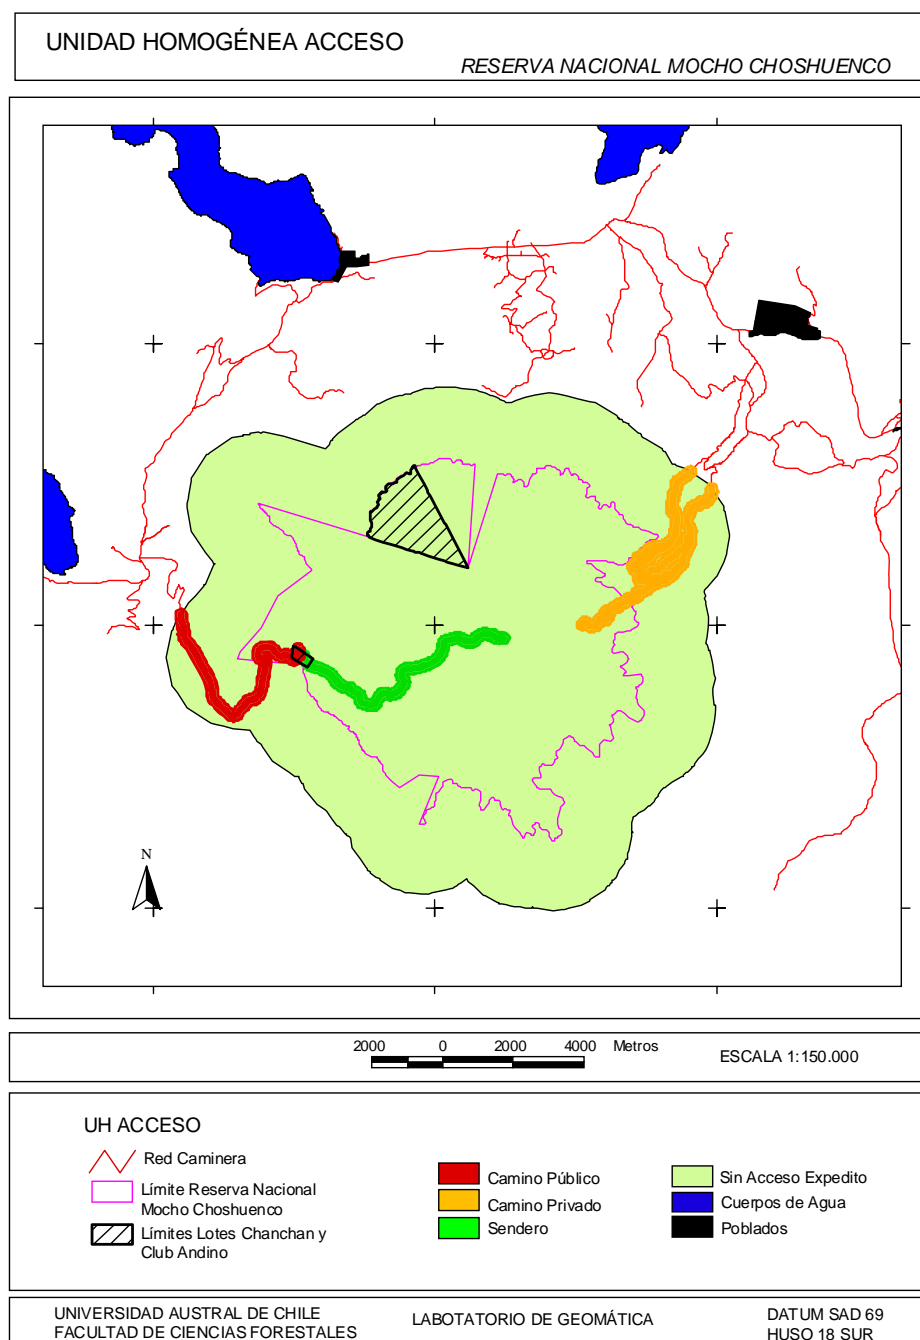 UNIDAD HOMOGÉNEA ACCESO
RESERVA NACIONAL MOCHO CHOSHUENCO
N
2000 0 2000 4000 Metros
ESCALA 1:150.000
UH ACCESO
Red Caminera
Límite Reserva Nacional
Mocho Choshuenco
Límites Lotes Chanchan y
Club Andino
Camino Público
Camino Privado
Sendero
Sin Acceso Expedito
Cuerpos de Agua
Poblados
UNIVERSIDAD AUSTRAL DE CHILE
FACULTAD DE CIENCIAS FORESTALES
LABOTATORIO DE GEOMÁTICA
DATUM SAD 69
HUSO 18 SUR